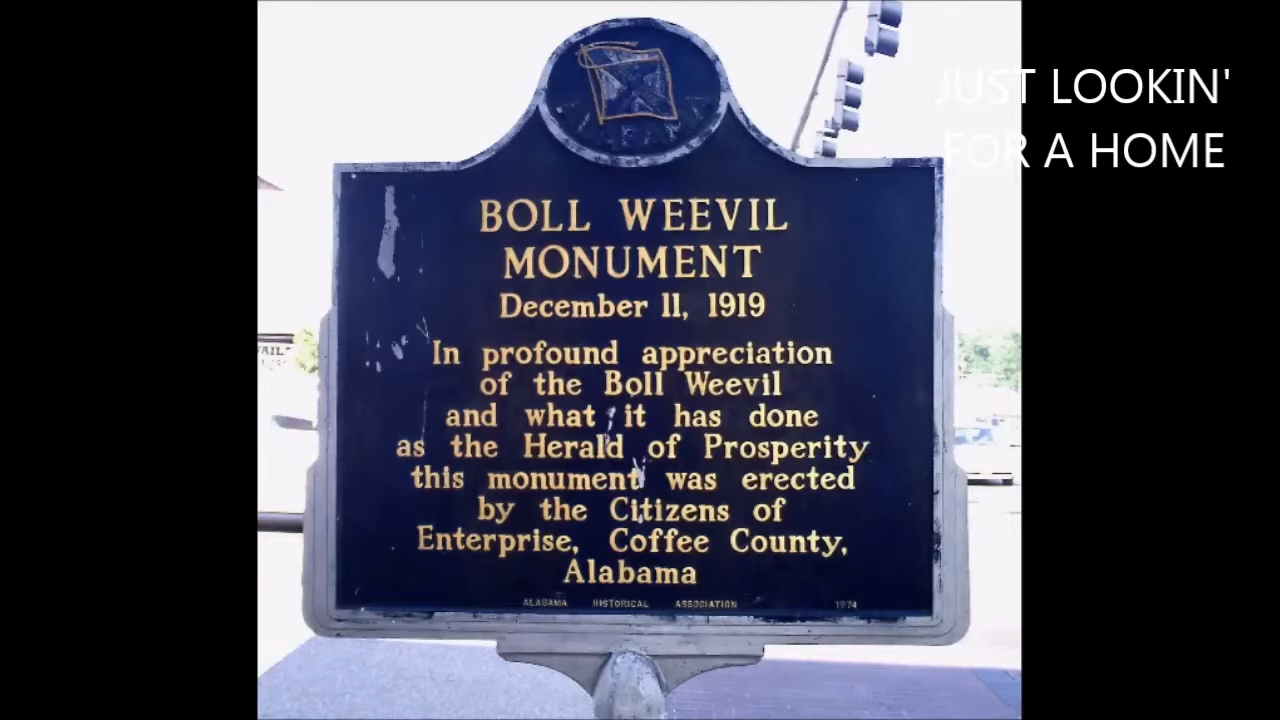 JUST LOOKIN'
FOR A HOME
BOLL WEEVIL
MONUMENT
December 11, 1919
In profound appreciation
of the Boll Weevil
and what it has done
as the Herald of Prosperity
this monument was erected
by the Citizens of
Enterprise, Coffee County,
Alabama
ALABAMA HISTORICAL ASSOCIATION 1974